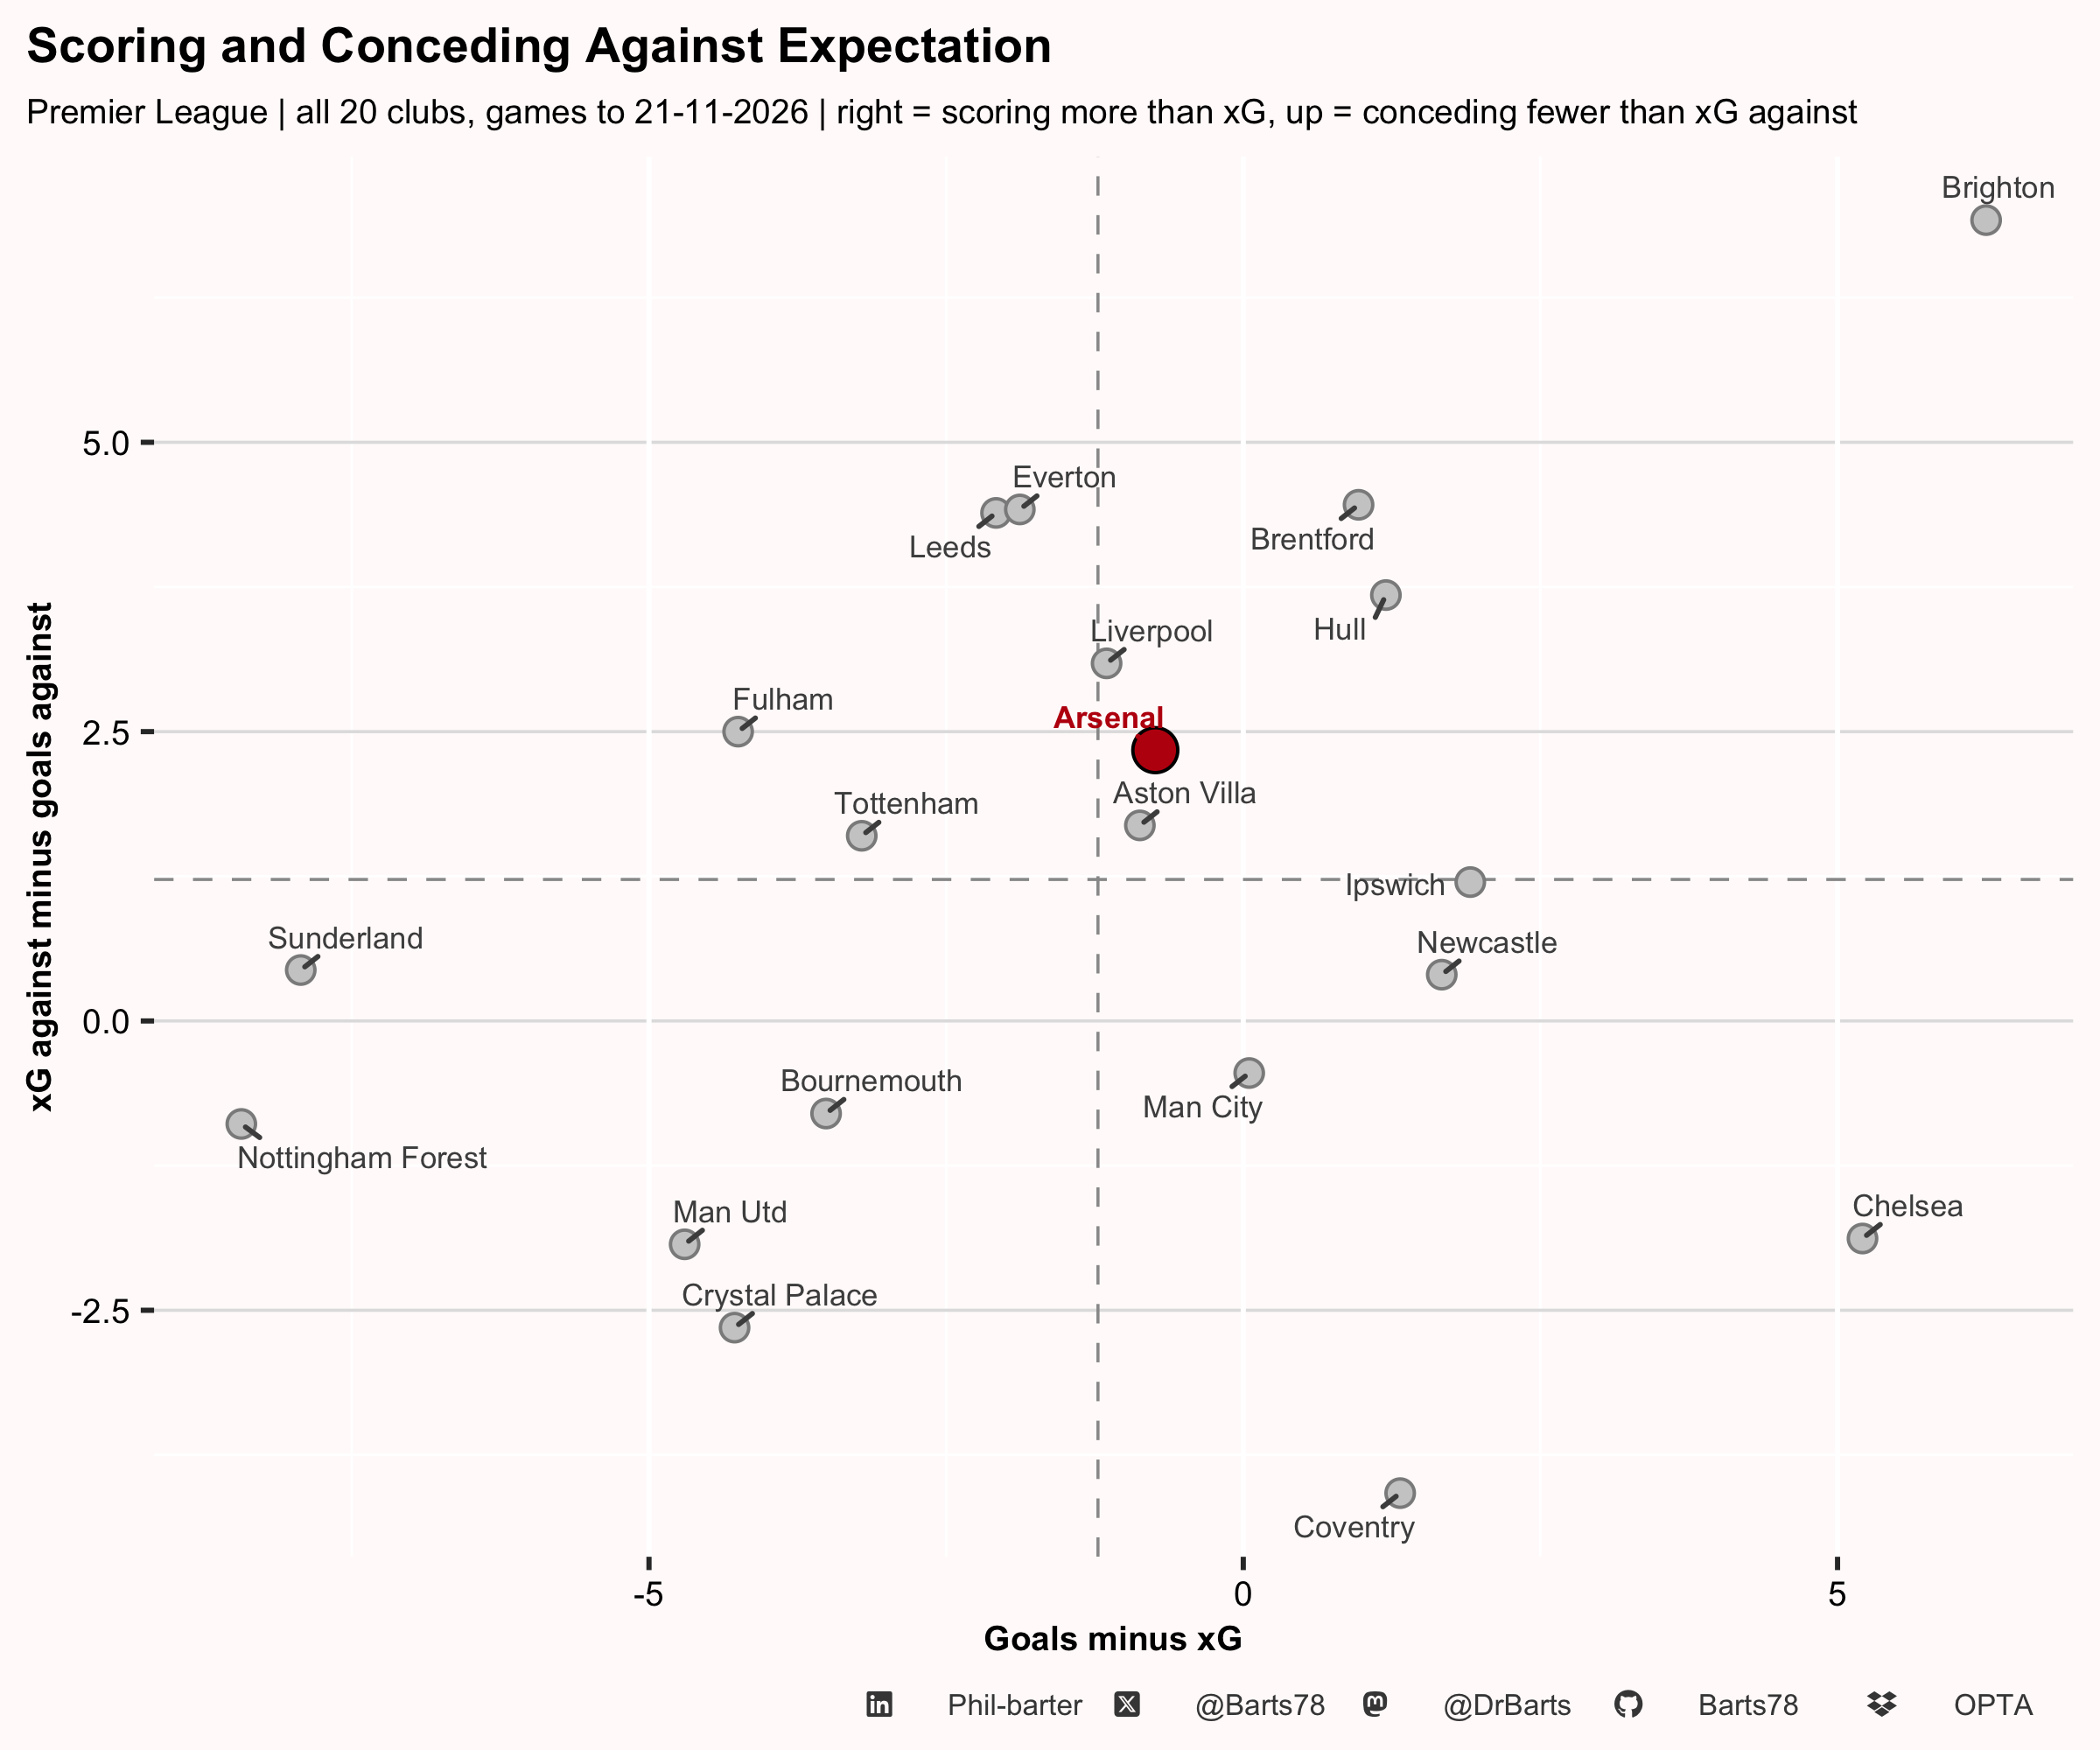 Scoring and Conceding Against Expectation
Premier League | all 20 clubs, games to 21-11-2026 | right = scoring more than xG, up = conceding fewer than xG against
Brighton
5.0
Everton
Leeds
Brentford
Hull
Liverpool
Fulham
Arsenal
2.5
Aston Villa
Tottenham
Ipswich
Sunderland
Newcastle
0.0
xG against minus goals against
Bournemouth
Man City
Nottingham Forest
Man Utd
Chelsea
Crystal Palace
-2.5
Coventry
-5 0 5
Goals minus xG
Phil-barter @Barts78 @DrBarts Barts78 OPTA